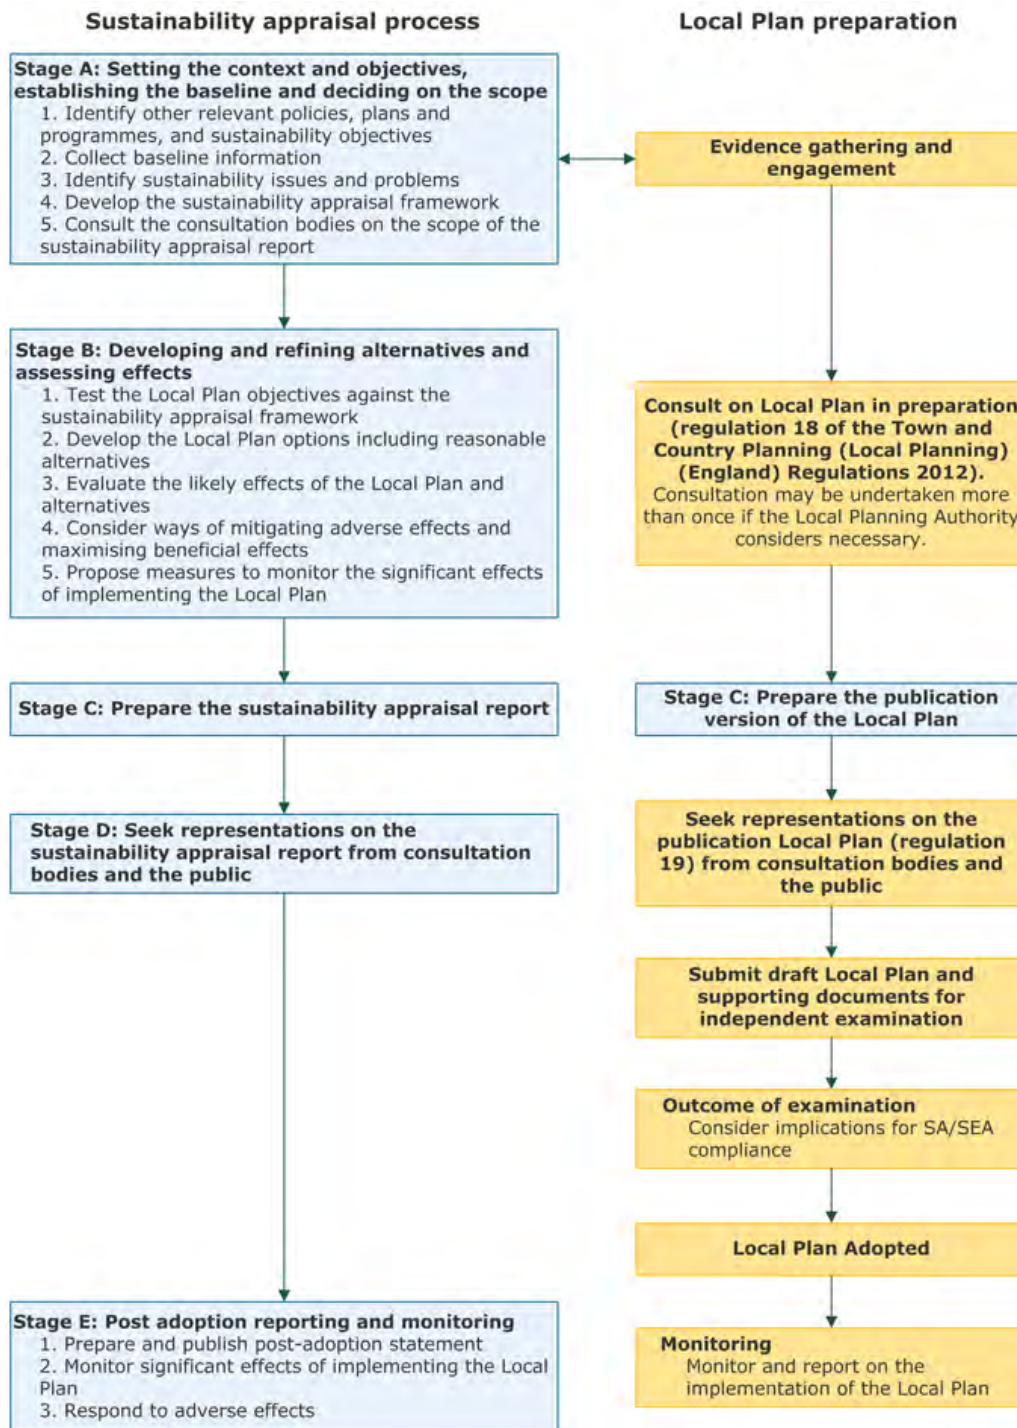 Sustainability appraisal process
Local Plan preparation
Stage A: Setting the context and objectives,
establishing the baseline and deciding on the scope
1. Identify other relevant policies, plans and
programmes, and sustainability objectives
2. Collect baseline information
3. Identify sustainability issues and problems
4. Develop the sustainability appraisal framework
5. Consult the consultation bodies on the scope of the
sustainability appraisal report
Evidence gathering and
engagement
Stage B: Developing and refining alternatives and
assessing effects
1. Test the Local Plan objectives against the
sustainability appraisal framework
2. Develop the Local Plan options including reasonable
alternatives
3. Evaluate the likely effects of the Local Plan and
alternatives
4. Consider ways of mitigating adverse effects and
maximising beneficial effects
5. Propose measures to monitor the significant effects
of implementing the Local Plan
Consult on Local Plan in preparation
(regulation 18 of the Town and
Country Planning (Local Planning)
(England) Regulations 2012).
Consultation may be undertaken more
than once if the Local Planning Authority
considers necessary.
Stage C: Prepare the sustainability appraisal report
Stage C: Prepare the publication
version of the Local Plan
Stage D: Seek representations on the
sustainability appraisal report from consultation
bodies and the public
Seek representations on the
publication Local Plan (regulation
19) from consultation bodies and
the public
Submit draft Local Plan and
supporting documents for
independent examination
Outcome of examination
Consider implications for SA/SEA
compliance
Local Plan Adopted
Stage E: Post adoption reporting and monitoring
1. Prepare and publish post-adoption statement
2. Monitor significant effects of implementing the Local
Plan
3. Respond to adverse effects
Monitoring
Monitor and report on the
implementation of the Local Plan